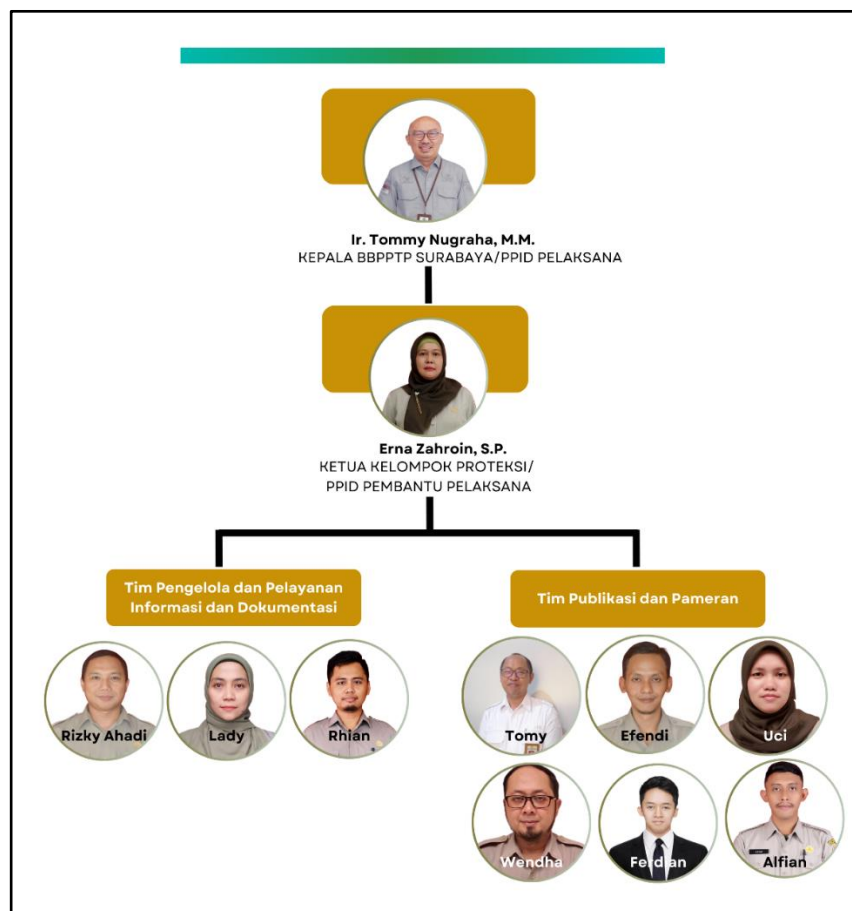 Ir. Tommy Nugraha, M.M.
KEPALA BBPPTP SURABAYA/PPID PELAKSANA
Erna Zahroin, S.P.
KETUA KELOMPOK PROTEKSI/
PPID PEMBANTU PELAKSANA
Tim Pengelola dan Pelayanan
Informasi dan Dokumentasi
Tim Publikasi dan Pameran
Rizky Ahadi
Lady
Rhian
Tomy
Efendi
Uci
Wendha
Ferdian
Alfian